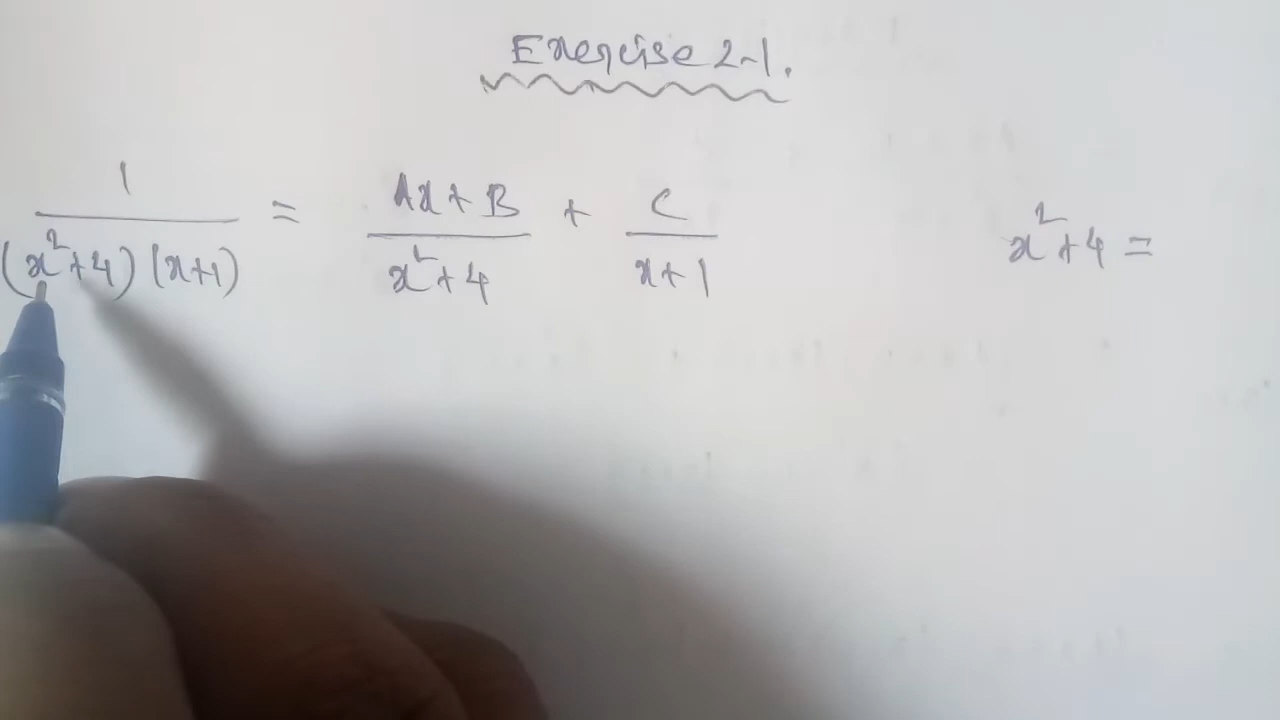 Exercise 2-1.
1/((x²+4)(x+1)) = (Ax+B)/(x²+4) + C/(x+1)
x²+4 =